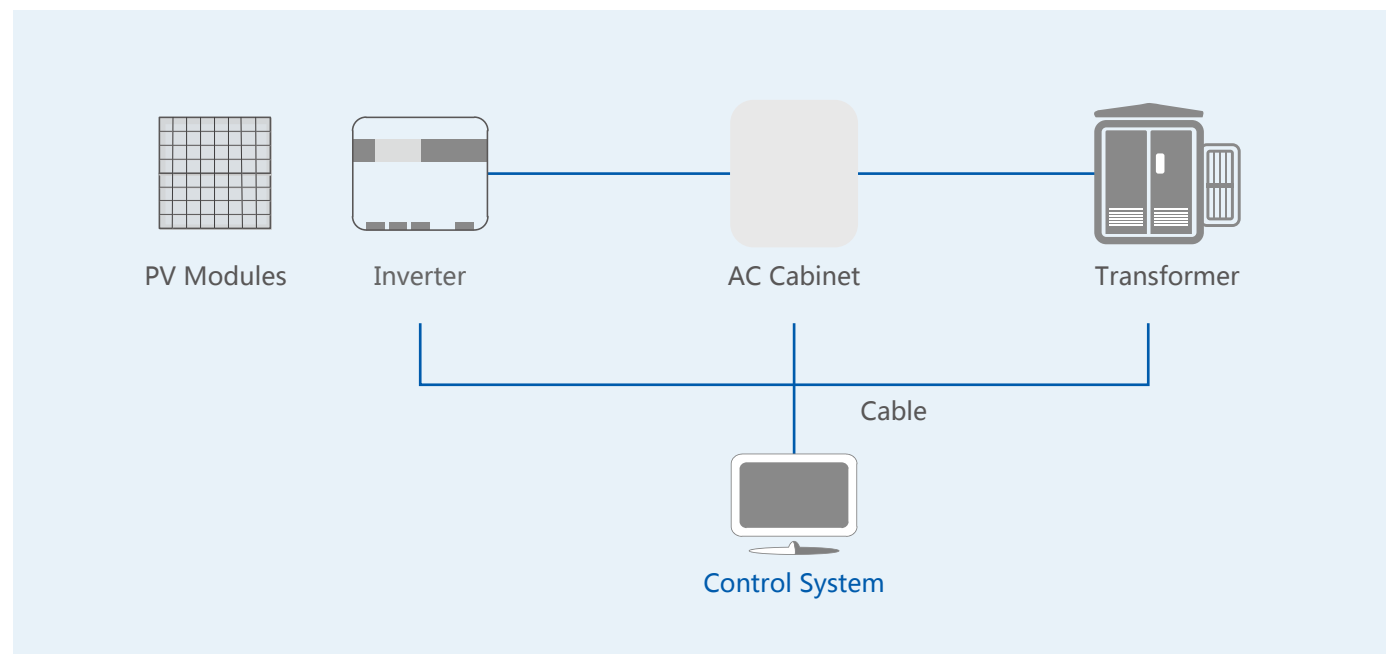 PV Modules
Inverter
AC Cabinet
Transformer
Cable
Control System